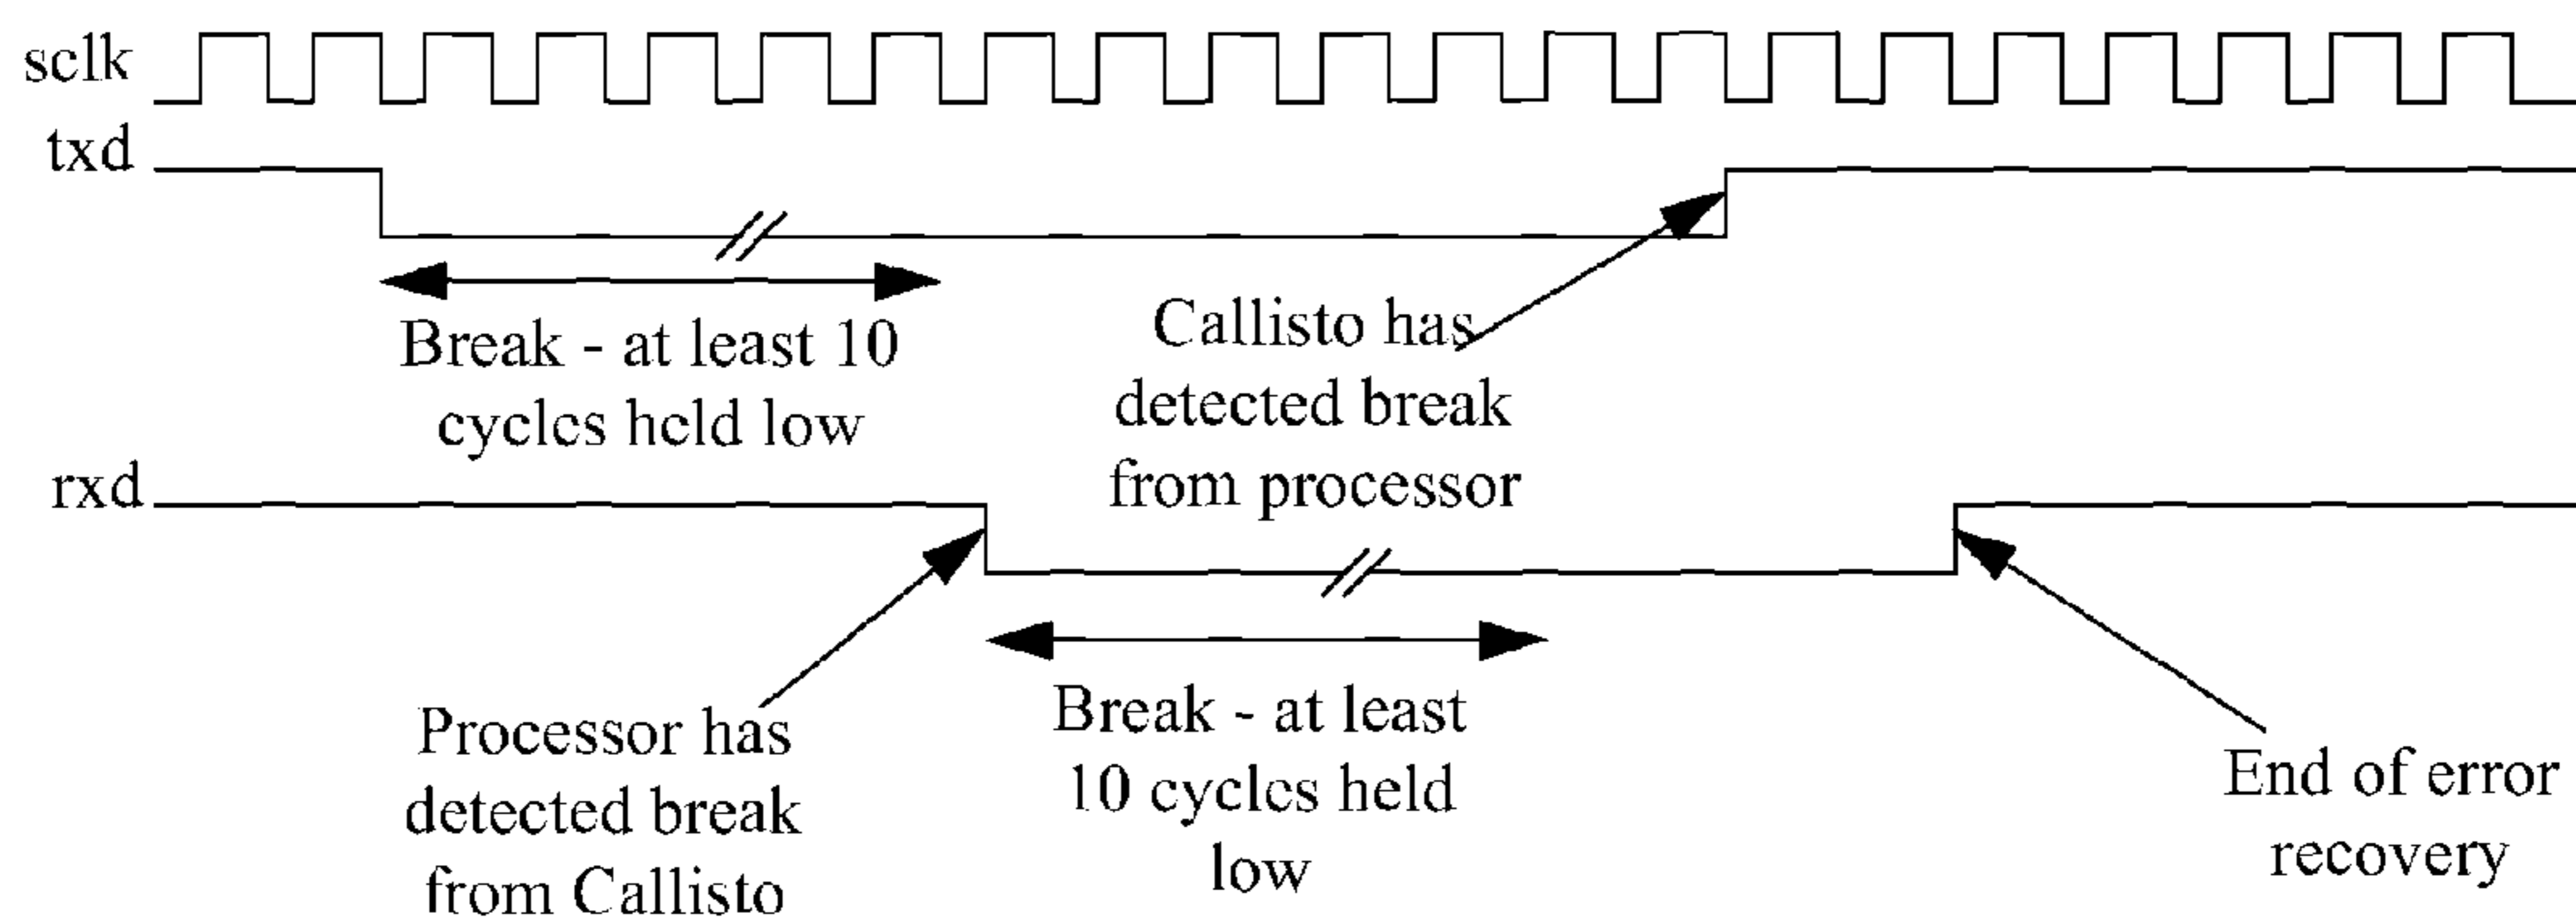 sclk
txd
Break - at least 10
cycles held low
Callisto has
detected break
from processor
rxd
Processor has
detected break
from Callisto
Break - at least
10 cycles held
low
End of error
recovery